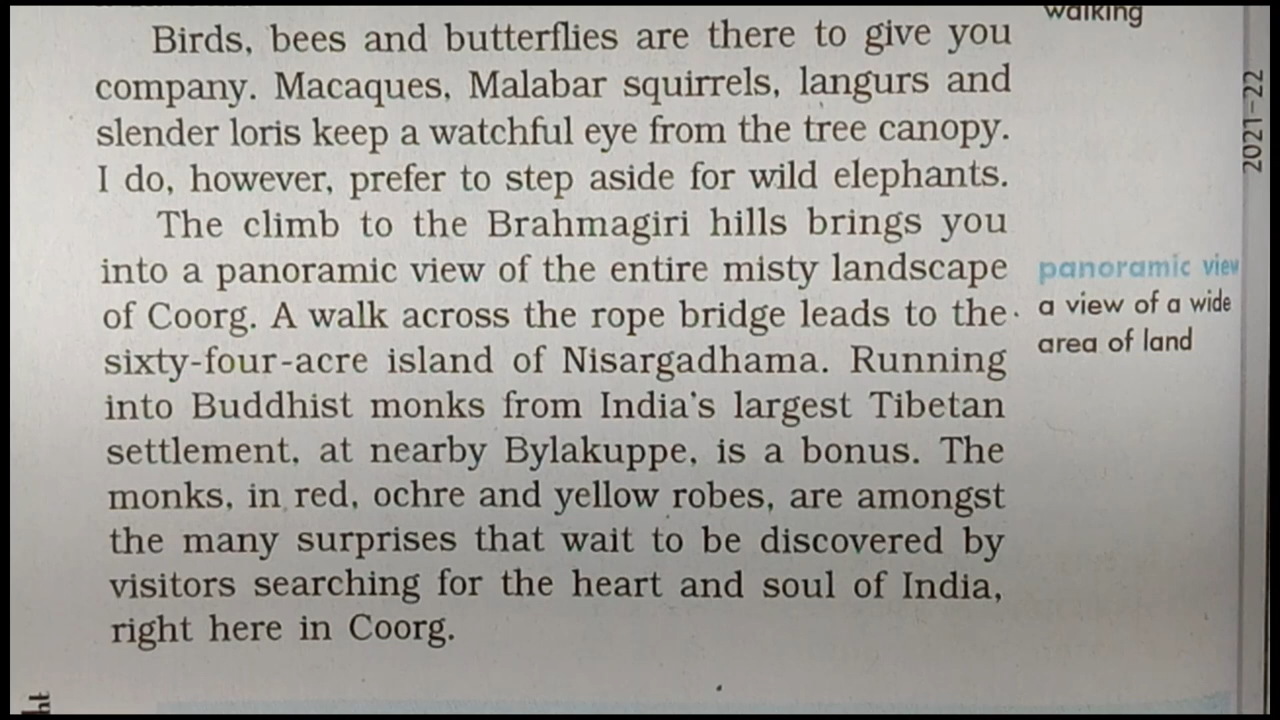 walking
Birds, bees and butterflies are there to give you
company. Macaques, Malabar squirrels, langurs and
slender loris keep a watchful eye from the tree canopy.
I do, however, prefer to step aside for wild elephants.
The climb to the Brahmagiri hills brings you
into a panoramic view of the entire misty landscape
of Coorg. A walk across the rope bridge leads to the
sixty-four-acre island of Nisargadhama. Running
into Buddhist monks from India's largest Tibetan
settlement, at nearby Bylakuppe, is a bonus. The
monks, in red, ochre and yellow robes, are amongst
the many surprises that wait to be discovered by
visitors searching for the heart and soul of India,
right here in Coorg.
panoramic view
a view of a wide
area of land
2021–22